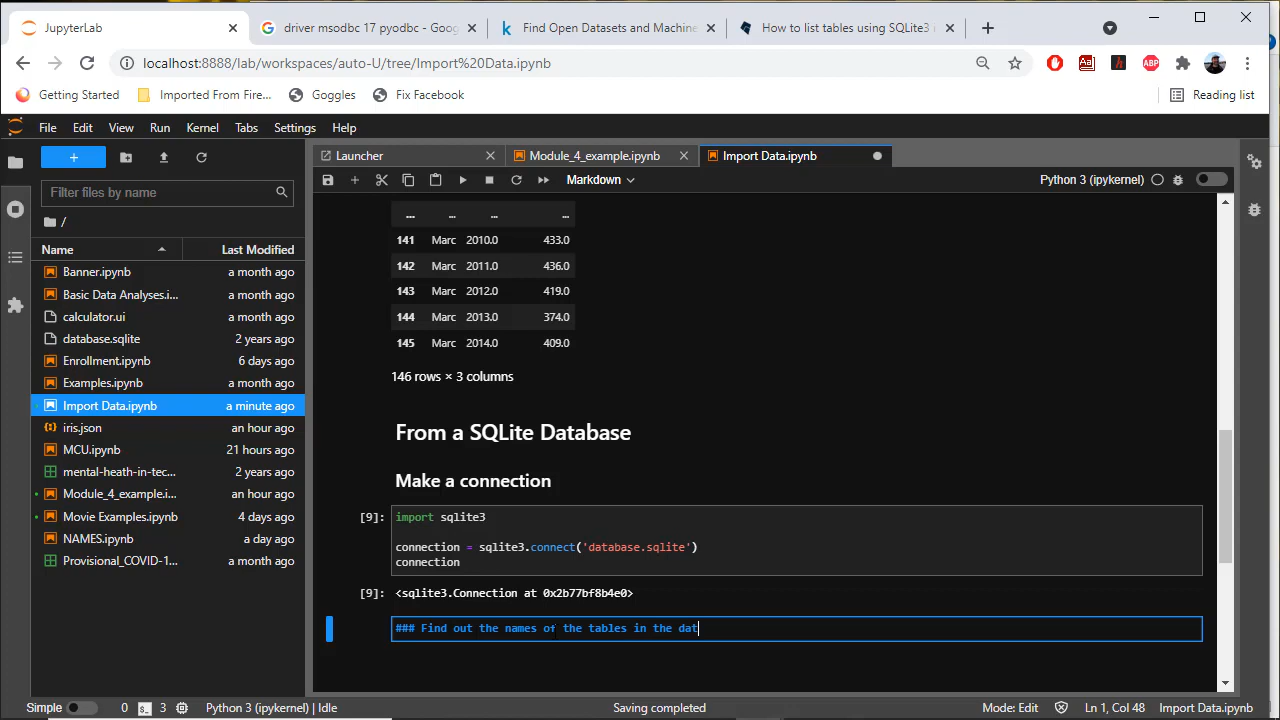 JupyterLab
driver msodbc 17 pyodbc - Goog
Find Open Datasets and Machine
How to list tables using SQLite3 i
localhost:8888/lab/workspaces/auto-U/tree/Import%20Data.ipynb
ABP
Getting Started
Imported From Fire...
Goggles
Fix Facebook
Reading list
File Edit View Run Kernel Tabs Settings Help
Launcher
Module_4_example.ipynb
Import Data.ipynb
Filter files by name
Markdown
Python 3 (ipykernel)
/
Name Last Modified
Banner.ipynb a month ago
Basic Data Analyses.i... a month ago
calculator.ui a month ago
database.sqlite 2 years ago
Enrollment.ipynb 6 days ago
Examples.ipynb a month ago
Import Data.ipynb a minute ago
iris.json an hour ago
MCU.ipynb 21 hours ago
mental-heath-in-tec... 2 years ago
Module_4_example.i... an hour ago
Movie Examples.ipynb 4 days ago
NAMES.ipynb a day ago
Provisional_COVID-1... a month ago
... ... ... ...
141 Marc 2010.0 433.0
142 Marc 2011.0 436.0
143 Marc 2012.0 419.0
144 Marc 2013.0 374.0
145 Marc 2014.0 409.0
146 rows × 3 columns
From a SQLite Database
Make a connection
[9]: import sqlite3
connection = sqlite3.connect('database.sqlite')
connection
[9]: <sqlite3.Connection at 0x2b77bf8b4e0>
### Find out the names of the tables in the dat
Simple 0 3 Python 3 (ipykernel) | Idle Saving completed Mode: Edit Ln 1, Col 48 Import Data.ipynb